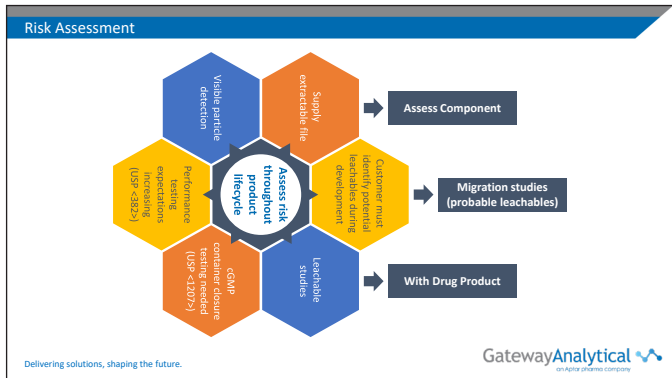 Risk Assessment
Visible particle
detection
Supply
extractable file
Assess Component
Performance
testing
expectations
increasing
(USP <382>)
Assess risk
throughout
product
lifecycle
Customer must
identify potential
leachables during
development
Migration studies
(probable leachables)
cGMP
container closure
testing needed
(USP <1207>)
Leachable
studies
With Drug Product
Delivering solutions, shaping the future.
GatewayAnalytical
an Aptar pharma company